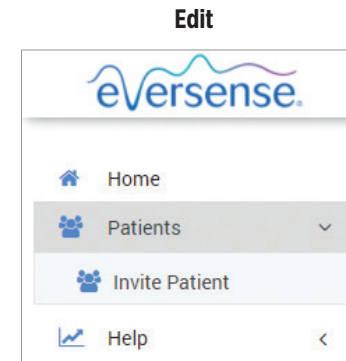 Edit
eversense.
Home
Patients
Invite Patient
Help